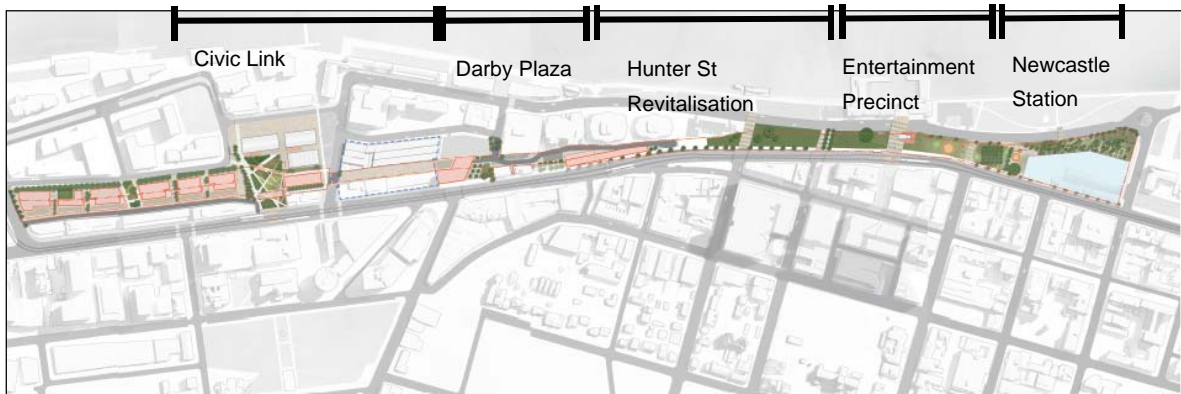 Civic Link
Darby Plaza
Hunter St
Revitalisation
Entertainment
Precinct
Newcastle
Station